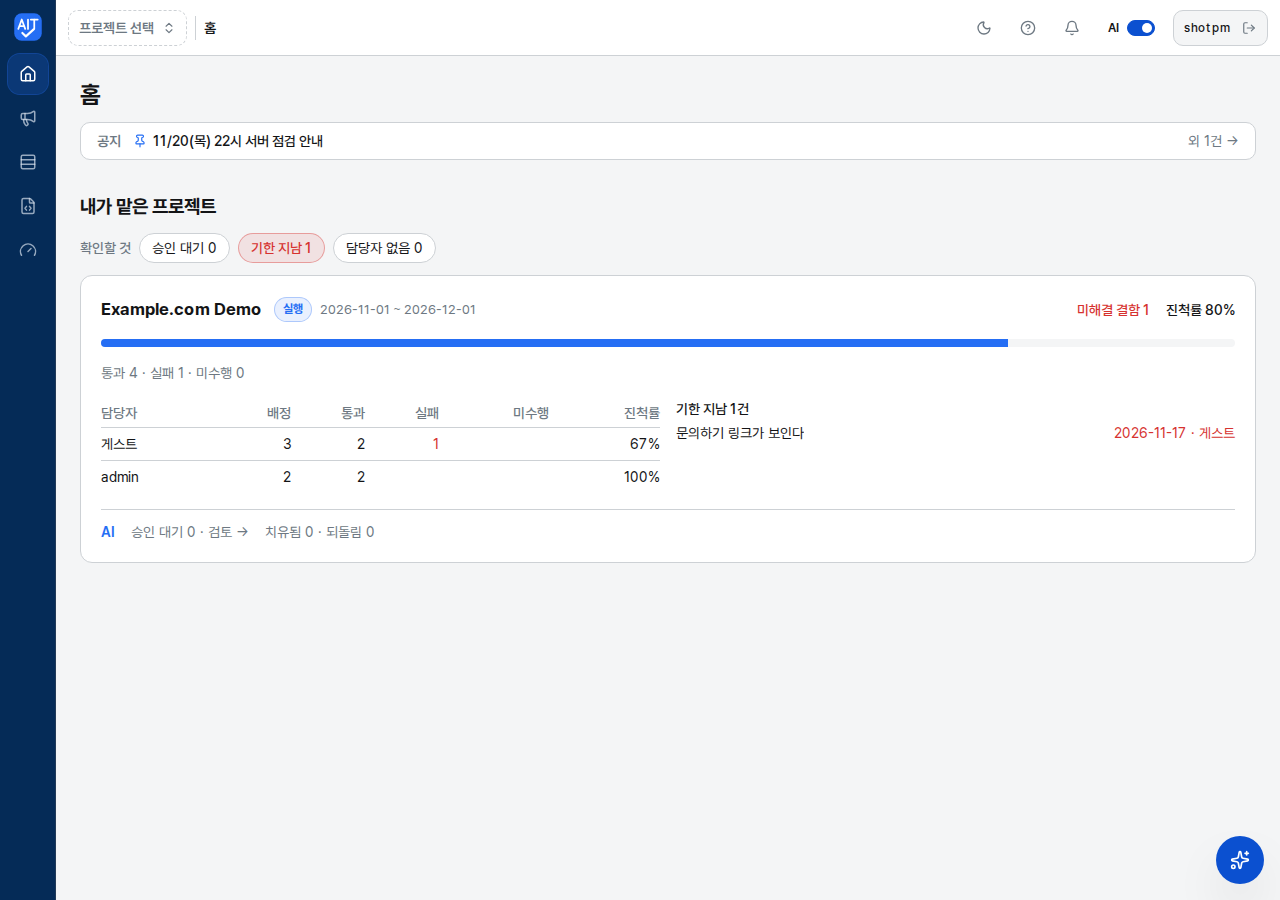 AIT
프로젝트 선택 홈 AI shotpm
홈
공지 11/20(목) 22시 서버 점검 안내 외 1건 →
내가 맡은 프로젝트
확인할 것 승인 대기 0 기한 지남 1 담당자 없음 0
Example.com Demo 실행 2026-11-01 ~ 2026-12-01 미해결 결함 1 진척률 80%
통과 4 · 실패 1 · 미수행 0
담당자 배정 통과 실패 미수행 진척률
게스트 3 2 1 67%
admin 2 2 100%
기한 지남 1건
문의하기 링크가 보인다 2026-11-17 · 게스트
AI 승인 대기 0 · 검토 → 치유됨 0 · 되돌림 0